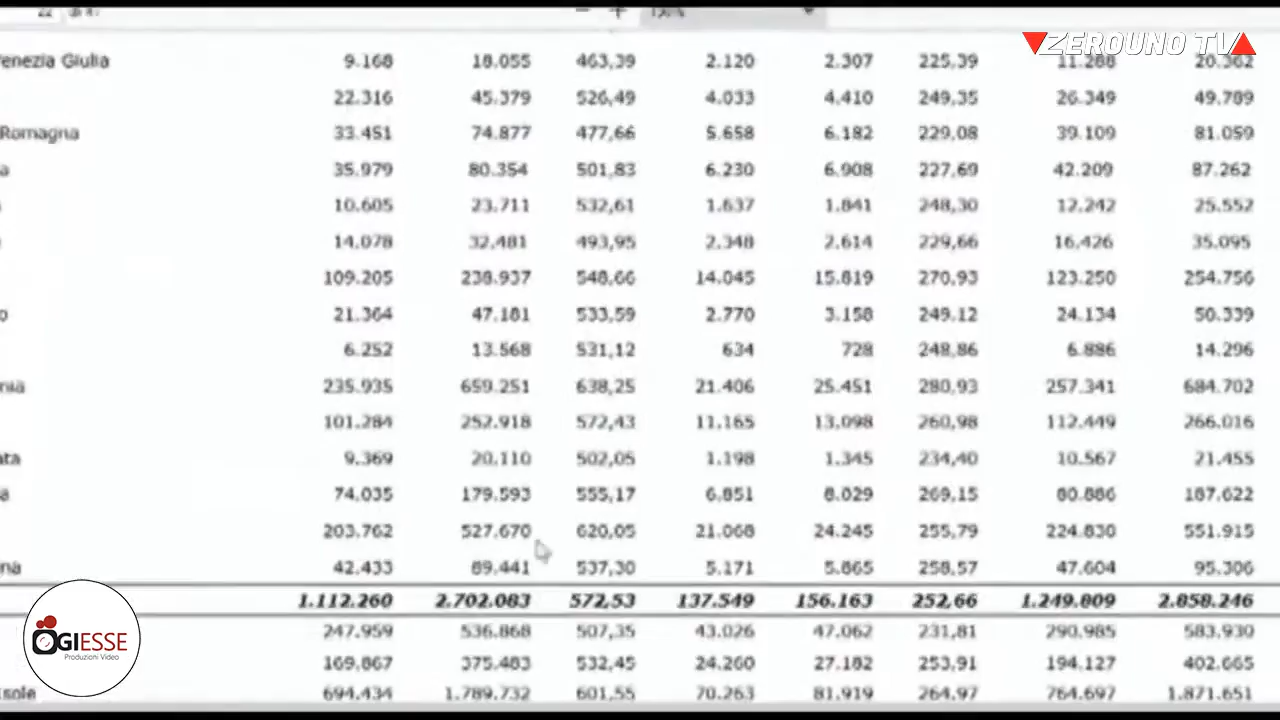 ZEROUNO TV
Venezia Giulia 9.168 18.055 463,39 2.120 2.307 225,39 11.288 20.362
22.316 45.379 526,49 4.033 4.410 249,35 26.349 49.789
Romagna 33.451 74.877 477,66 5.658 6.182 229,08 39.109 81.059
a 35.979 80.354 501,83 6.230 6.908 227,69 42.209 87.262
10.605 23.711 532,61 1.637 1.841 248,30 12.242 25.552
14.078 32.481 493,95 2.348 2.614 229,66 16.426 35.095
109.205 238.937 548,66 14.045 15.819 270,93 123.250 254.756
o 21.364 47.181 533,59 2.770 3.158 249,12 24.134 50.339
6.252 13.568 531,12 634 728 248,86 6.886 14.296
nia 235.935 659.251 638,25 21.406 25.451 280,93 257.341 684.702
101.284 252.918 572,43 11.165 13.098 260,98 112.449 266.016
ata 9.369 20.110 502,05 1.198 1.345 234,40 10.567 21.455
a 74.035 179.593 555,17 6.851 8.029 269,15 80.886 187.622
203.762 527.670 620,05 21.068 24.245 255,79 224.830 551.915
na 42.433 89.441 537,30 5.171 5.865 258,57 47.604 95.306
1.112.260 2.702.083 572,53 137.549 156.163 252,66 1.249.809 2.858.246
247.959 536.868 507,35 43.026 47.062 231,81 290.985 583.930
169.867 375.483 532,45 24.260 27.182 253,91 194.127 402.665
sole 694.434 1.789.732 601,55 70.263 81.919 264,97 764.697 1.871.651
OGIESSE
Produzioni Video